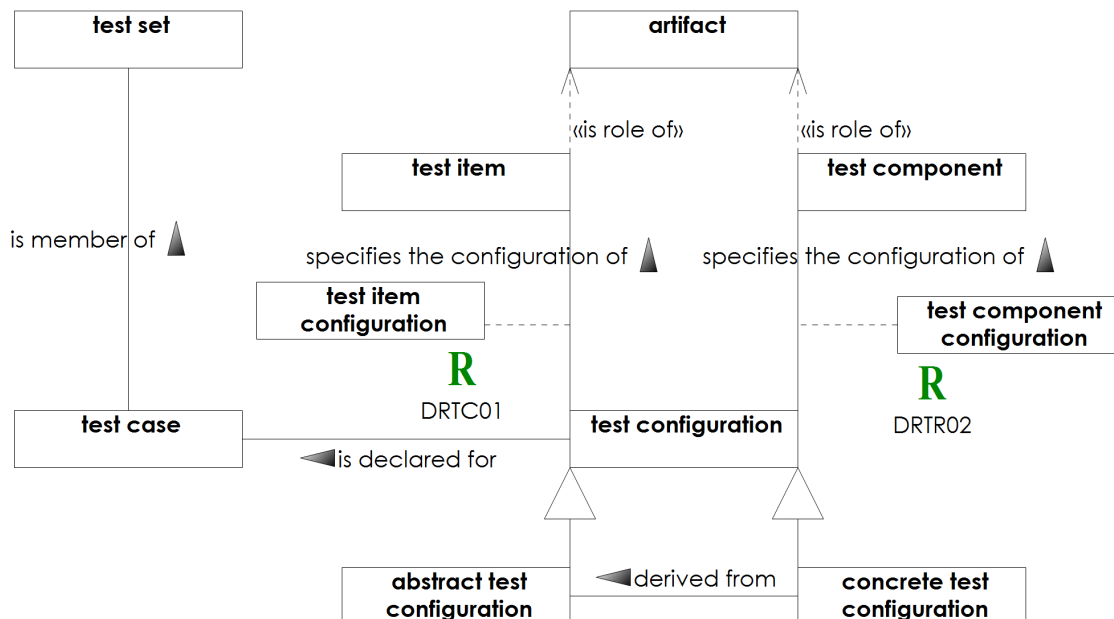 test set
artifact
«is role of»
«is role of»
test item
test component
is member of
specifies the configuration of
specifies the configuration of
test item
configuration
test component
configuration
R
DRTC01
R
DRTR02
test case
test configuration
is declared for
abstract test
configuration
derived from
concrete test
configuration